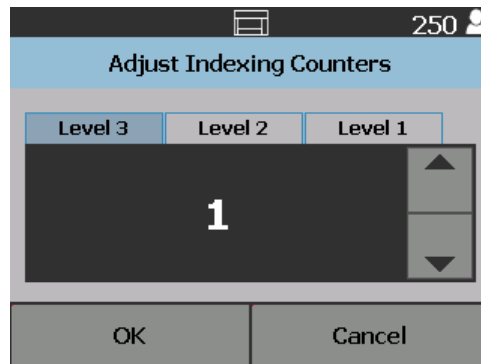 250
Adjust Indexing Counters
Level 3 Level 2 Level 1
1
OK Cancel